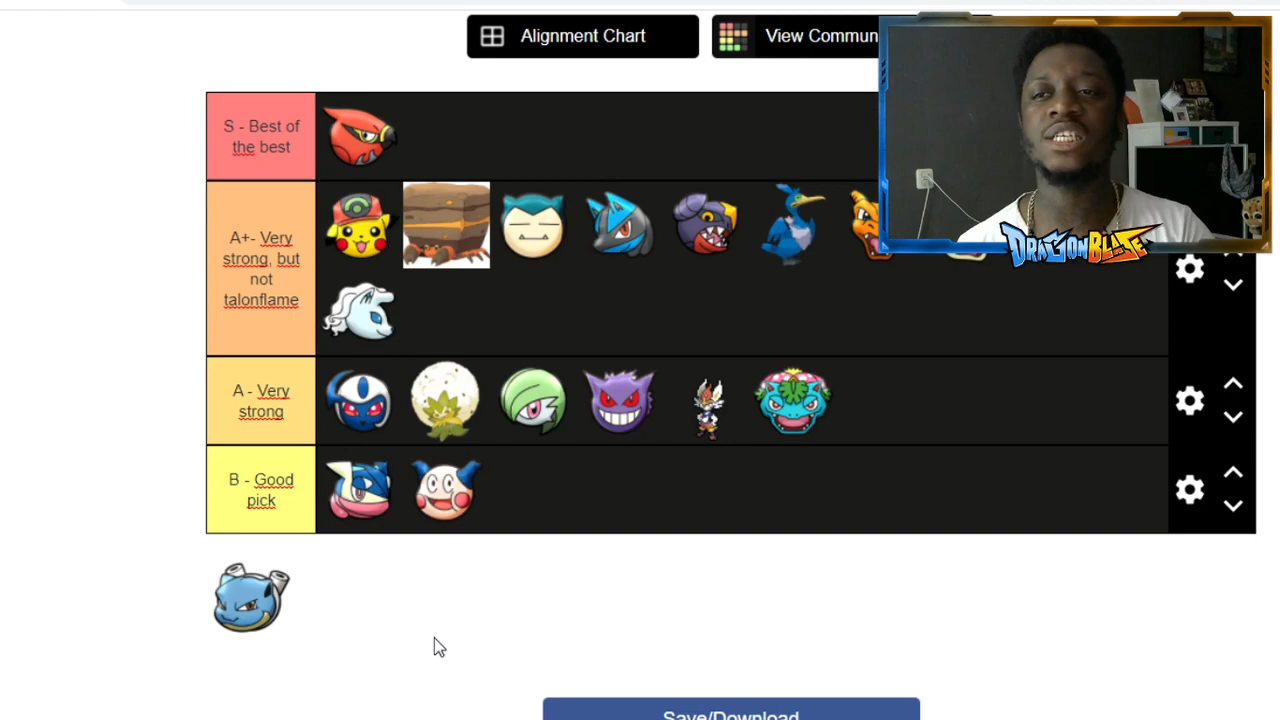 Alignment Chart
View Commun
S - Best of
the best
A+- Very
strong, but
not
talonflame
A - Very
strong
B - Good
pick
DRAGONBLAZE
Save/Download